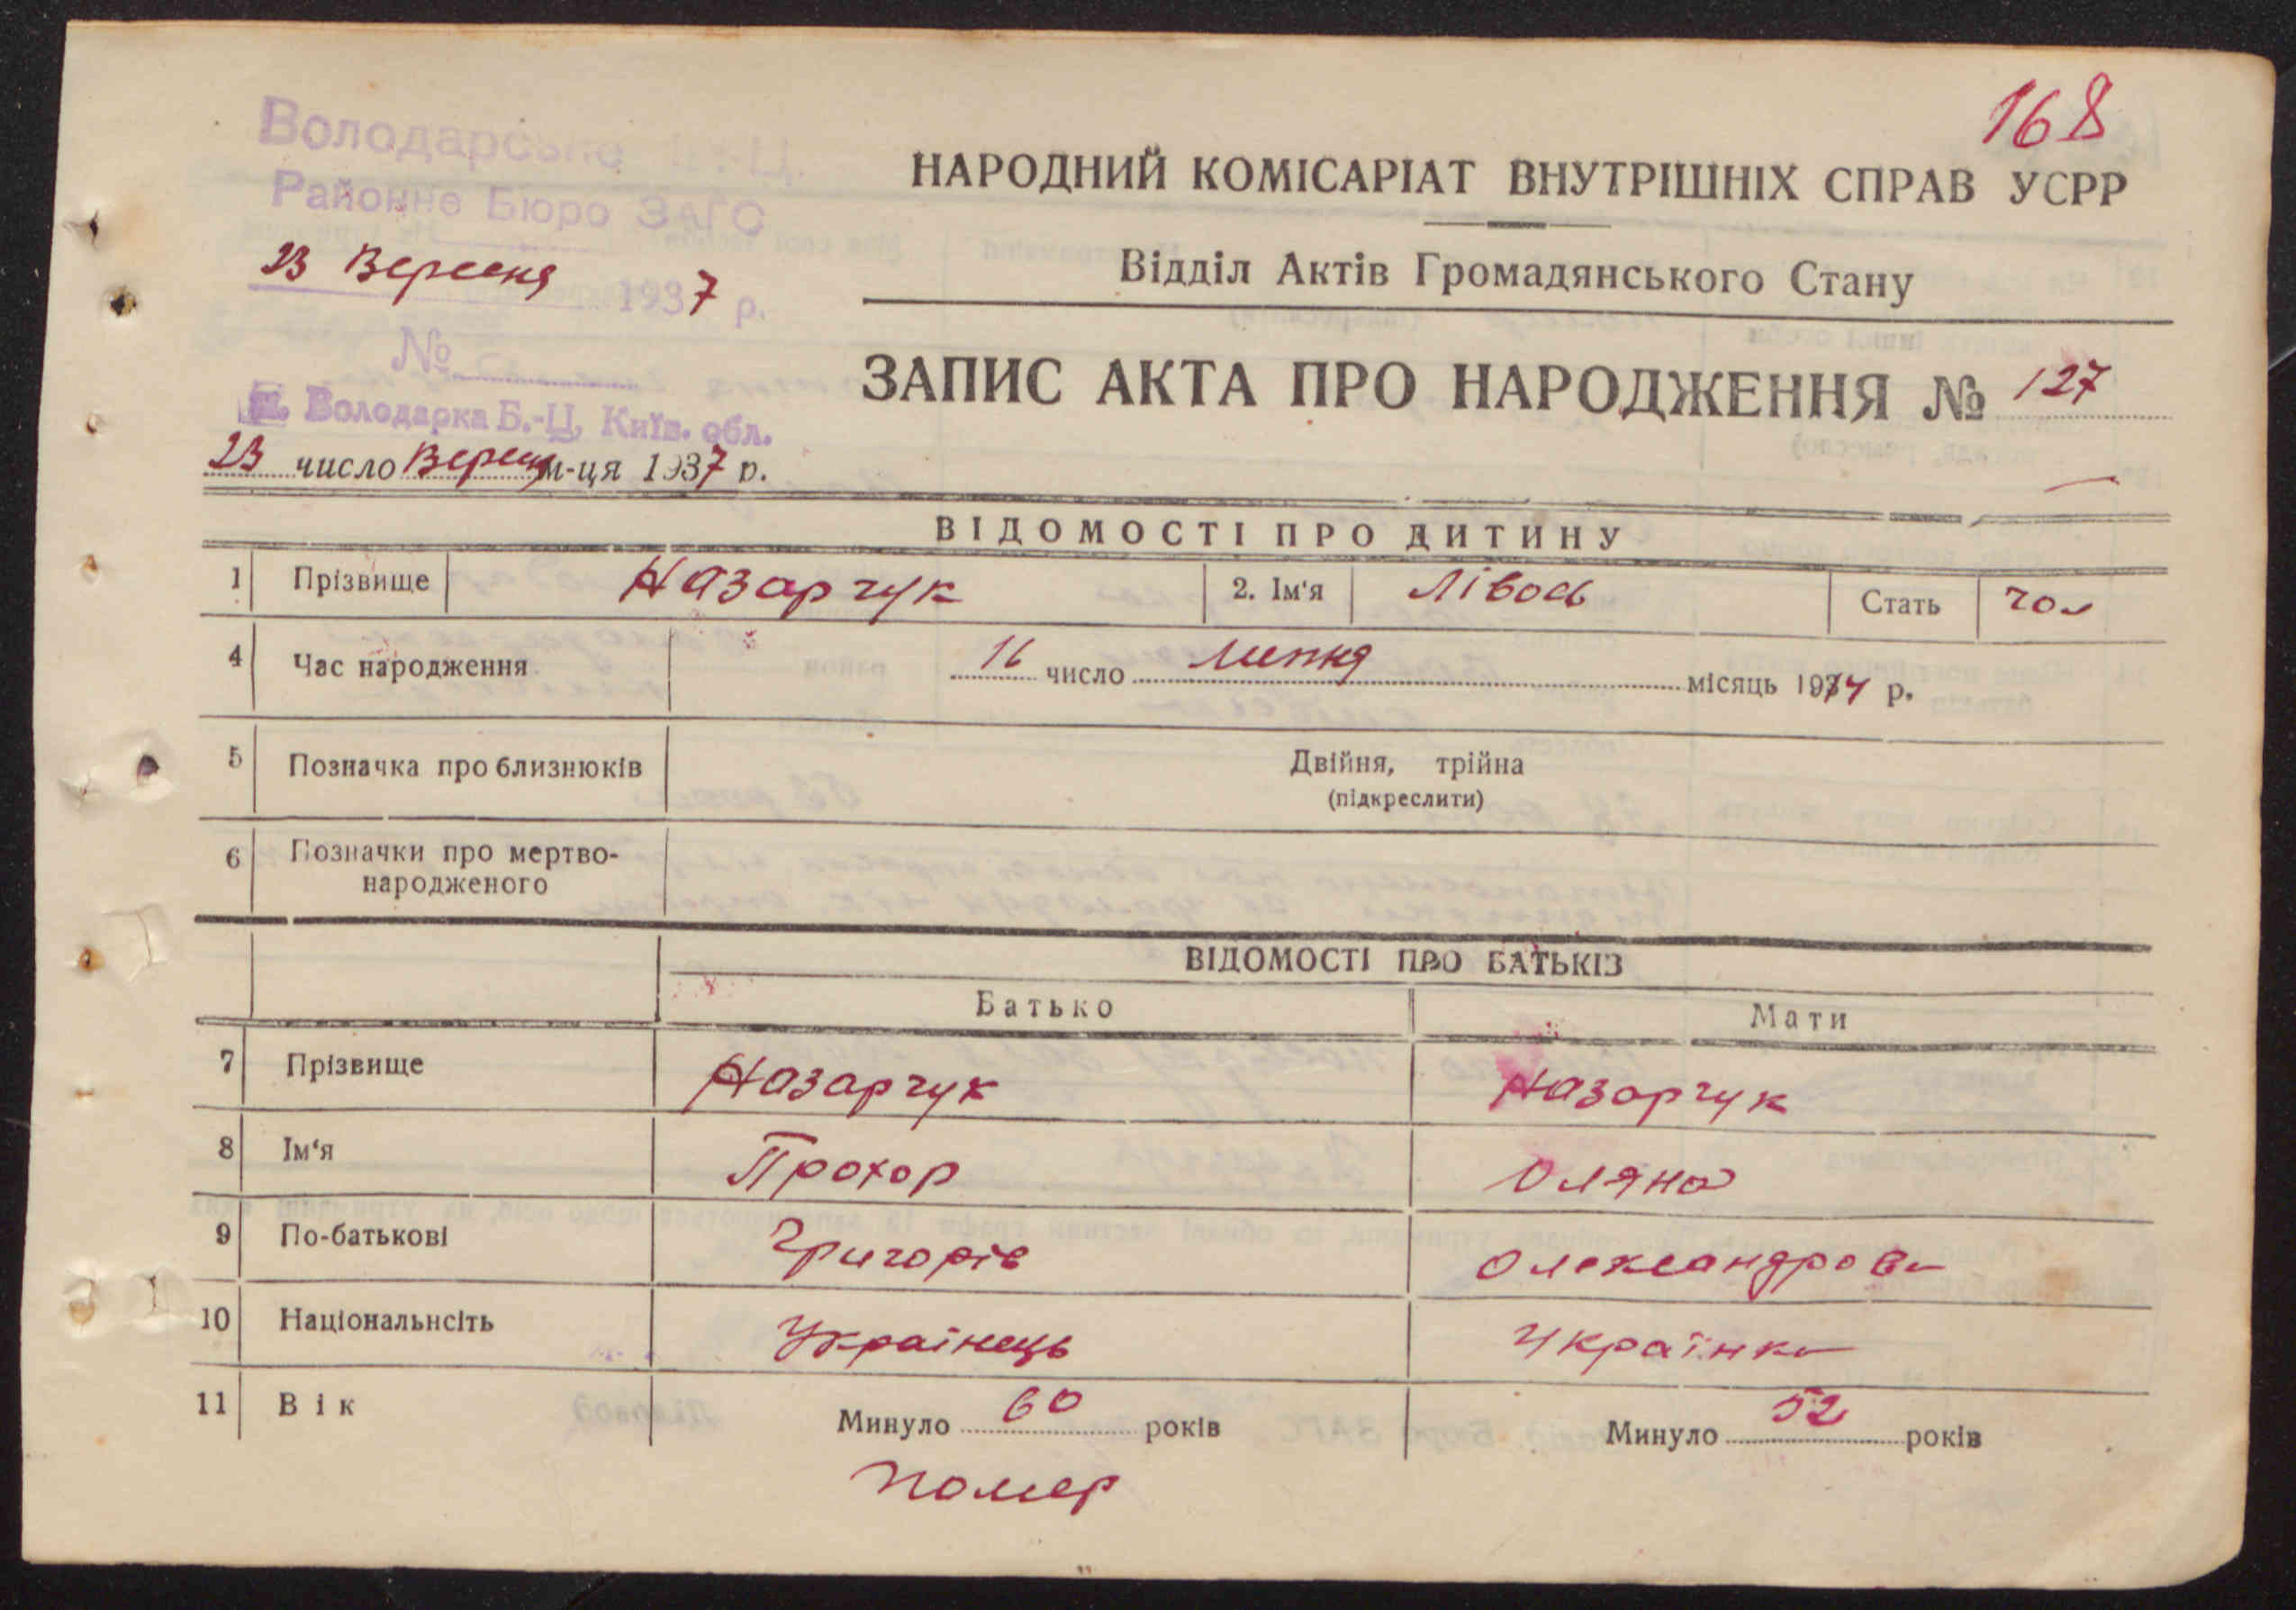 168
Володарське Б.-Ц.
Районне Бюро ЗАГС
23 Вересня 1937 р.
№
НАРОДНИЙ КОМІСАРІАТ ВНУТРІШНІХ СПРАВ УСРР
Відділ Актів Громадянського Стану
ЗАПИС АКТА ПРО НАРОДЖЕННЯ № 127
Володарка Б.-Ц. Київ. обл.
23 число Вересня м-ця 1937 р.
ВІДОМОСТІ ПРО ДИТИНУ
1 Прізвище Назарчук 2. Ім'я Лівось Стать чол
4 Час народження 16 число Липня місяць 1914 р.
5 Позначка про близнюків Двійня, трійна
(підкреслити)
6 Позначки про мертво-
народженого
ВІДОМОСТІ ПРО БАТЬКІВ
Батько Мати
7 Прізвище Назарчук Назарчук
8 Ім'я Прохор Оляна
9 По-батькові Григорів Олександров
10 Національнсіть Українець Українка
11 Вік Минуло 60 років Минуло 52 років
помер